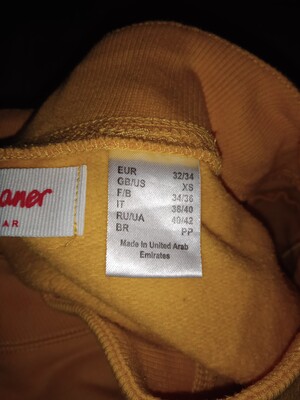 aner
AR
EUR 32/34
GB/US XS
F/B 34/36
IT 38/40
RU/UA 40/42
BR PP
Made in United Arab
Emirates